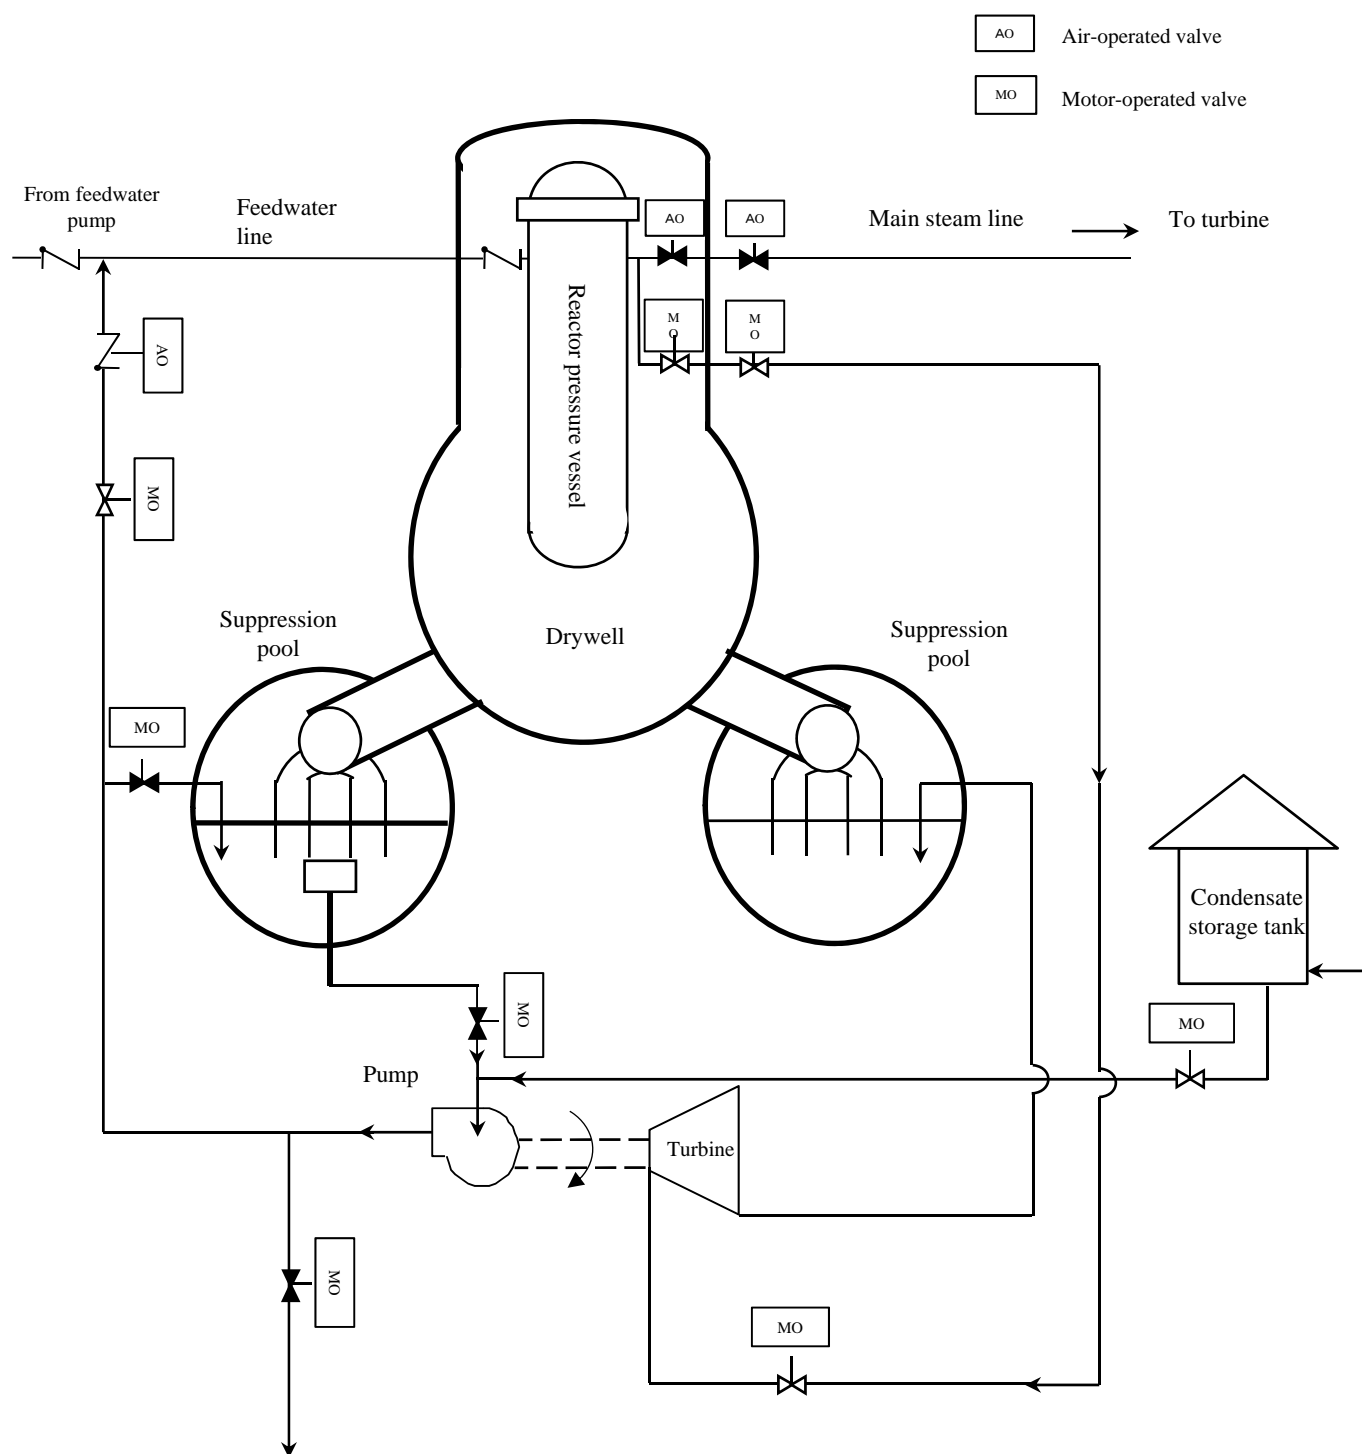 AO
Air-operated valve
MO
Motor-operated valve
From feedwater
pump
Feedwater
line
AO
AO
Main steam line
To turbine
Reactor pressure vessel
M
O
M
O
AO
MO
Suppression
pool
Drywell
Suppression
pool
MO
Condensate
storage tank
MO
MO
Pump
Turbine
MO
MO